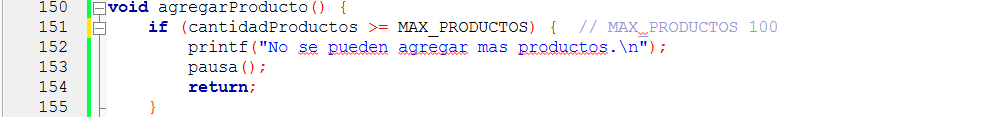 150 void agregarProducto() {
151 if (cantidadProductos >= MAX_PRODUCTOS) { // MAX_PRODUCTOS 100
152 printf("No se pueden agregar mas productos.\n");
153 pausa();
154 return;
155 }